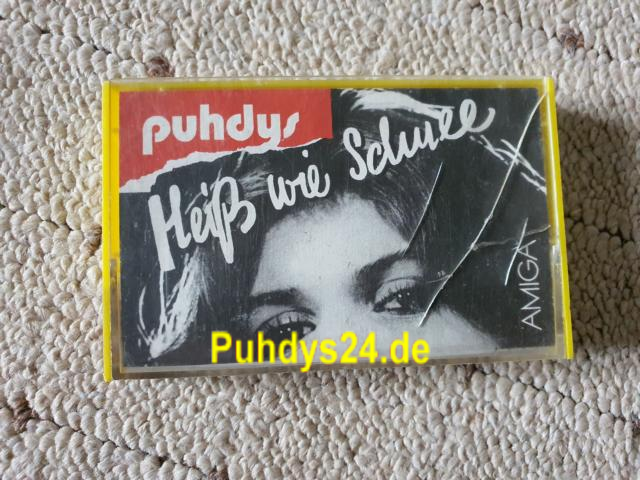 puhdys
Heiß wie Schnee
AMIGA
Puhdys24.de